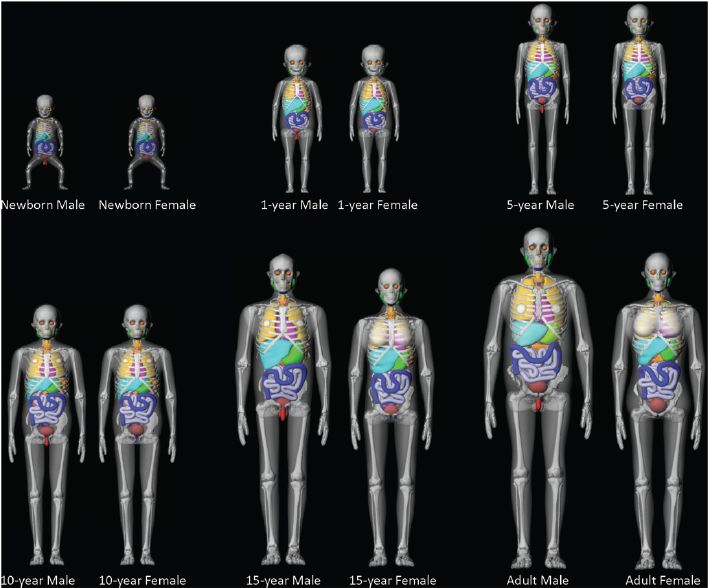 Newborn Male
Newborn Female
1-year Male
1-year Female
5-year Male
5-year Female
10-year Male
10-year Female
15-year Male
15-year Female
Adult Male
Adult Female